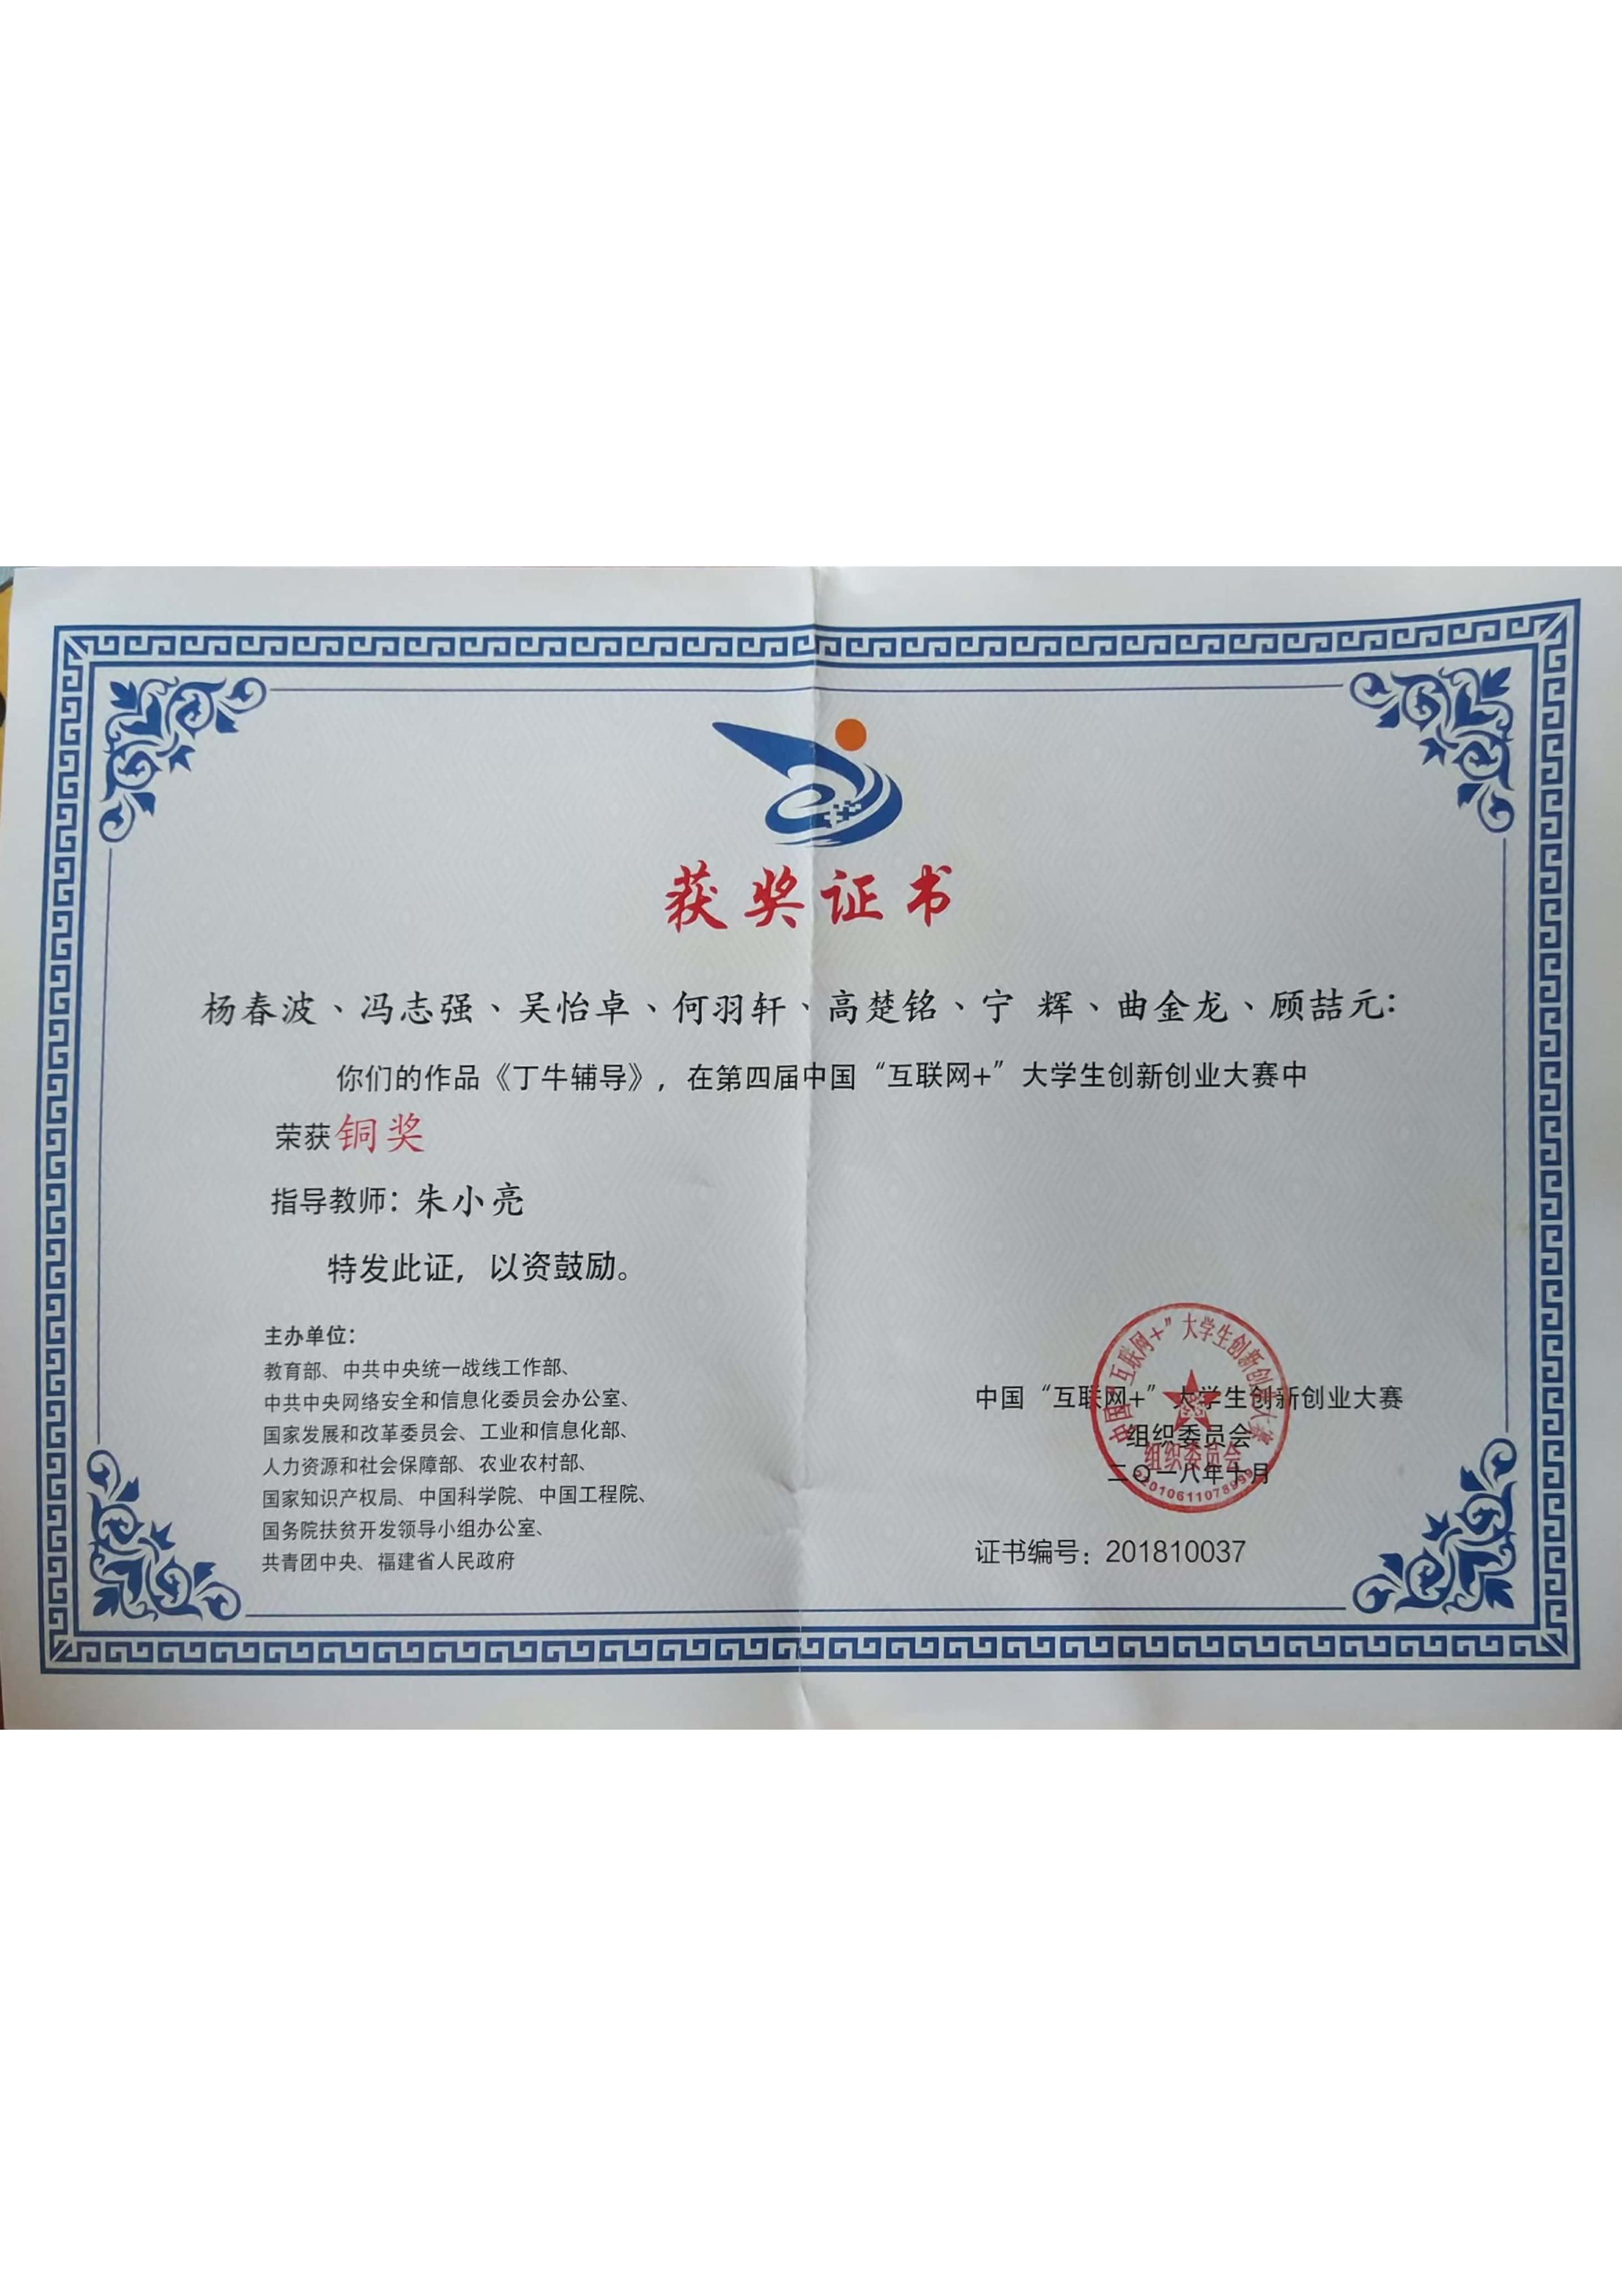 获奖证书
杨春波、冯志强、吴怡卓、何羽轩、高楚铭、宁 辉、曲金龙、顾喆元:
你们的作品《丁牛辅导》，在第四届中国“互联网+”大学生创新创业大赛中
荣获铜奖
指导教师：朱小亮
特发此证，以资鼓励。
主办单位：
教育部、中共中央统一战线工作部、
中共中央网络安全和信息化委员会办公室、
国家发展和改革委员会、工业和信息化部、
人力资源和社会保障部、农业农村部、
国家知识产权局、中国科学院、中国工程院、
国务院扶贫开发领导小组办公室、
共青团中央、福建省人民政府
中国“互联网+”大学生创新创业大赛
组织委员会
二〇一八年十月
中国“互联网+”大学生创新创业大赛
组织委员会
证书编号：201810037